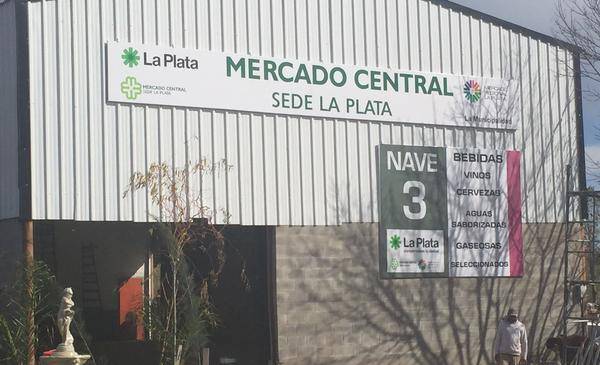 La Plata
MERCADO CENTRAL
SEDE LA PLATA
MERCADO CENTRAL
SEDE LA PLATA
La Municipalidad
NAVE
3
La Plata
BEBIDAS
VINOS
CERVEZAS
AGUAS
SABORIZADAS
GASEOSAS
SELECCIONADOS